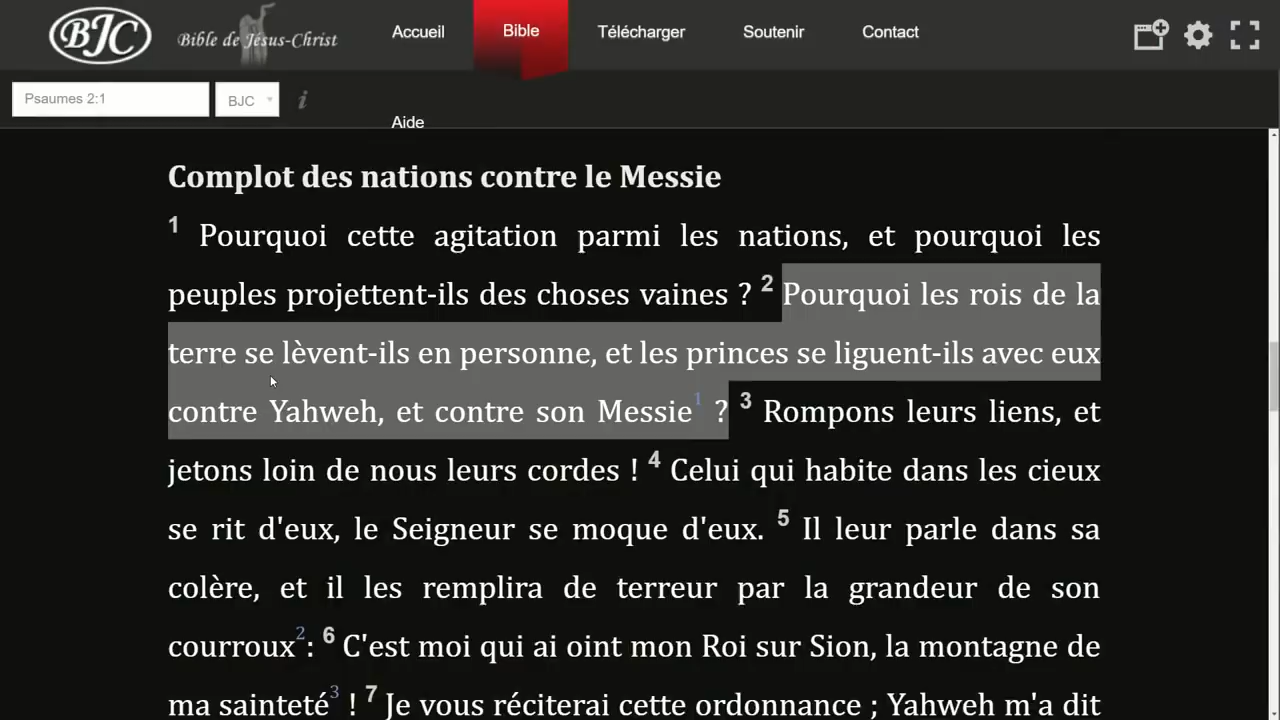 BJC
Bible de Jésus-Christ
Accueil
Bible
Télécharger
Soutenir
Contact
Psaumes 2:1
BJC
i
Aide
Complot des nations contre le Messie
1 Pourquoi cette agitation parmi les nations, et pourquoi les
peuples projettent-ils des choses vaines ? 2 Pourquoi les rois de la
terre se lèvent-ils en personne, et les princes se liguent-ils avec eux
contre Yahweh, et contre son Messie1 ? 3 Rompons leurs liens, et
jetons loin de nous leurs cordes ! 4 Celui qui habite dans les cieux
se rit d'eux, le Seigneur se moque d'eux. 5 Il leur parle dans sa
colère, et il les remplira de terreur par la grandeur de son
courroux2: 6 C'est moi qui ai oint mon Roi sur Sion, la montagne de
ma sainteté3 ! 7 Je vous réciterai cette ordonnance ; Yahweh m'a dit